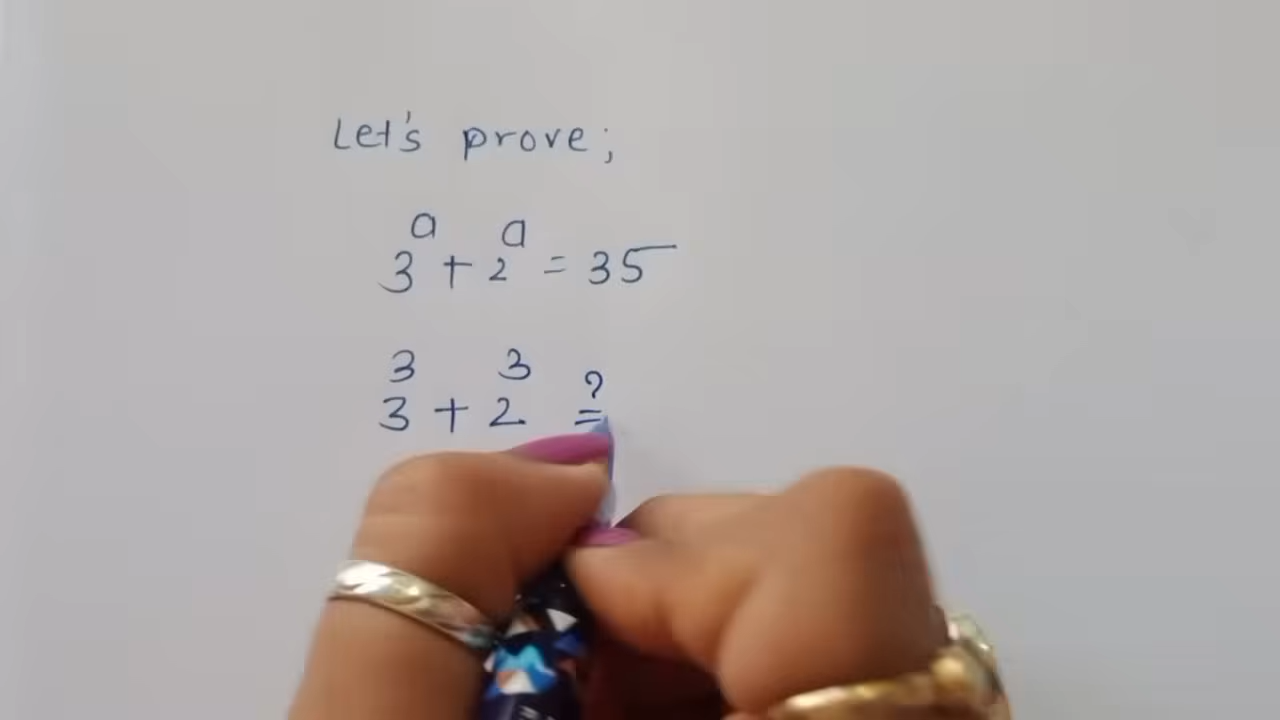 Let's prove;
3^a + 2^a = 35
3^3 + 2^3 ≟